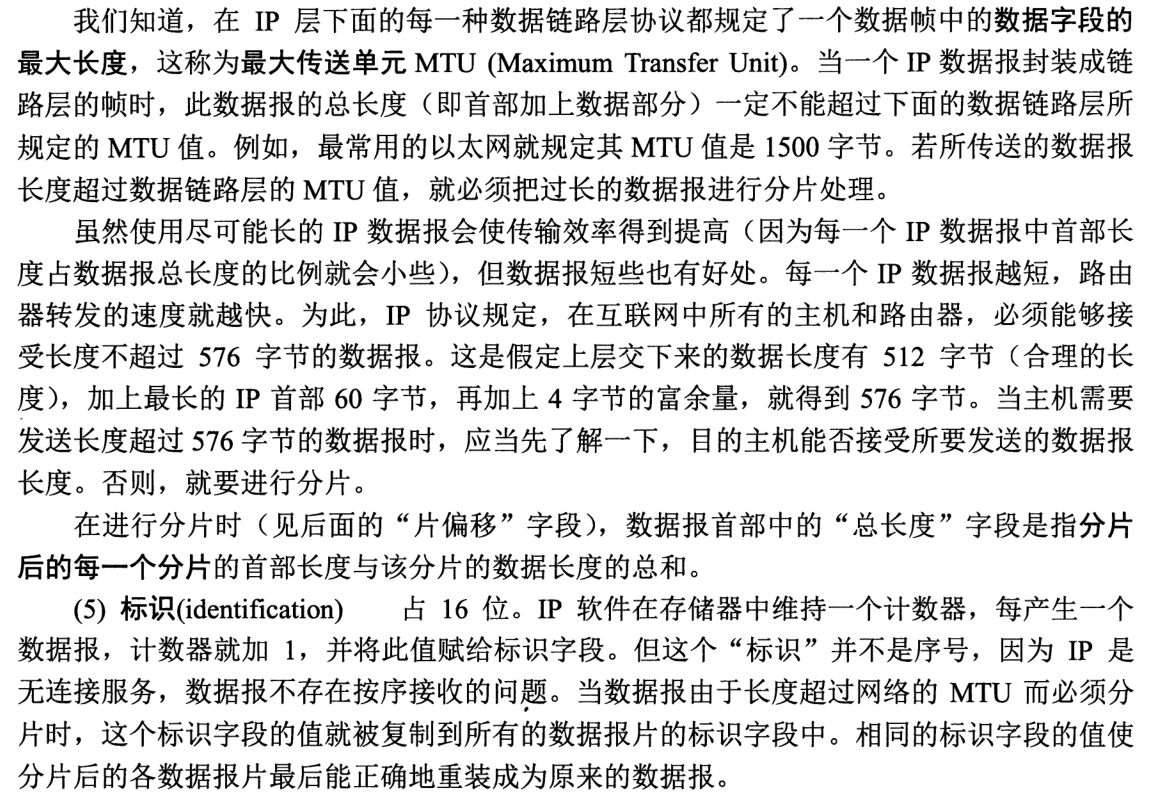 我们知道，在 IP 层下面的每一种数据链路层协议都规定了一个数据帧中的数据字段的
最大长度，这称为最大传送单元 MTU (Maximum Transfer Unit)。当一个 IP 数据报封装成链
路层的帧时，此数据报的总长度（即首部加上数据部分）一定不能超过下面的数据链路层所
规定的 MTU 值。例如，最常用的以太网就规定其 MTU 值是 1500 字节。若所传送的数据报
长度超过数据链路层的 MTU 值，就必须把过长的数据报进行分片处理。
虽然使用尽可能长的 IP 数据报会使传输效率得到提高（因为每一个 IP 数据报中首部长
度占数据报总长度的比例就会小些），但数据报短些也有好处。每一个 IP 数据报越短，路由
器转发的速度就越快。为此，IP 协议规定，在互联网中所有的主机和路由器，必须能够接
受长度不超过 576 字节的数据报。这是假定上层交下来的数据长度有 512 字节（合理的长
度），加上最长的 IP 首部 60 字节，再加上 4 字节的富余量，就得到 576 字节。当主机需要
发送长度超过 576 字节的数据报时，应当先了解一下，目的主机能否接受所要发送的数据报
长度。否则，就要进行分片。
在进行分片时（见后面的“片偏移”字段），数据报首部中的“总长度”字段是指分片
后的每一个分片的首部长度与该分片的数据长度的总和。
(5) 标识(identification) 占 16 位。IP 软件在存储器中维持一个计数器，每产生一个
数据报，计数器就加 1，并将此值赋给标识字段。但这个“标识”并不是序号，因为 IP 是
无连接服务，数据报不存在按序接收的问题。当数据报由于长度超过网络的 MTU 而必须分
片时，这个标识字段的值就被复制到所有的数据报片的标识字段中。相同的标识字段的值使
分片后的各数据报片最后能正确地重装成为原来的数据报。